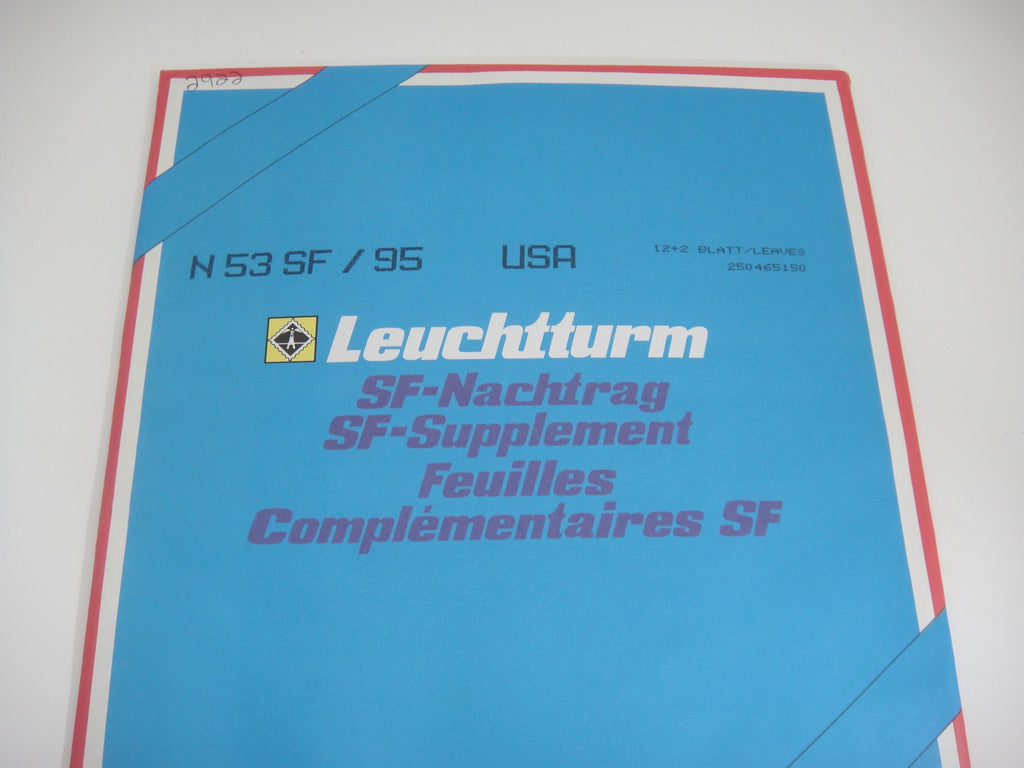 2922
N 53 SF / 95 USA 12+2 BLATT/LEAVES
250465150
Leuchtturm
SF-Nachtrag
SF-Supplement
Feuilles
Complémentaires SF